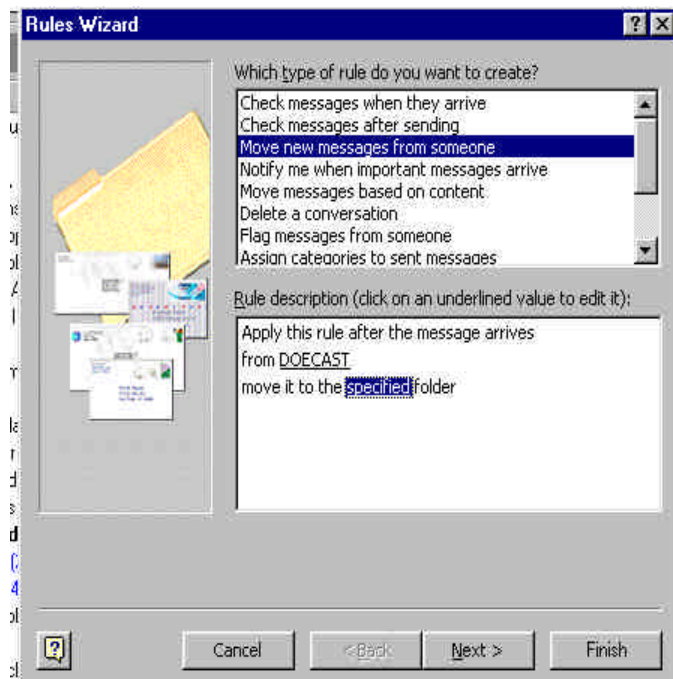 Rules Wizard
Which type of rule do you want to create?
Check messages when they arrive
Check messages after sending
Move new messages from someone
Notify me when important messages arrive
Move messages based on content
Delete a conversation
Flag messages from someone
Assign categories to sent messages
Rule description (click on an underlined value to edit it):
Apply this rule after the message arrives
from DOECAST
move it to the specified folder
Cancel
< Back
Next >
Finish